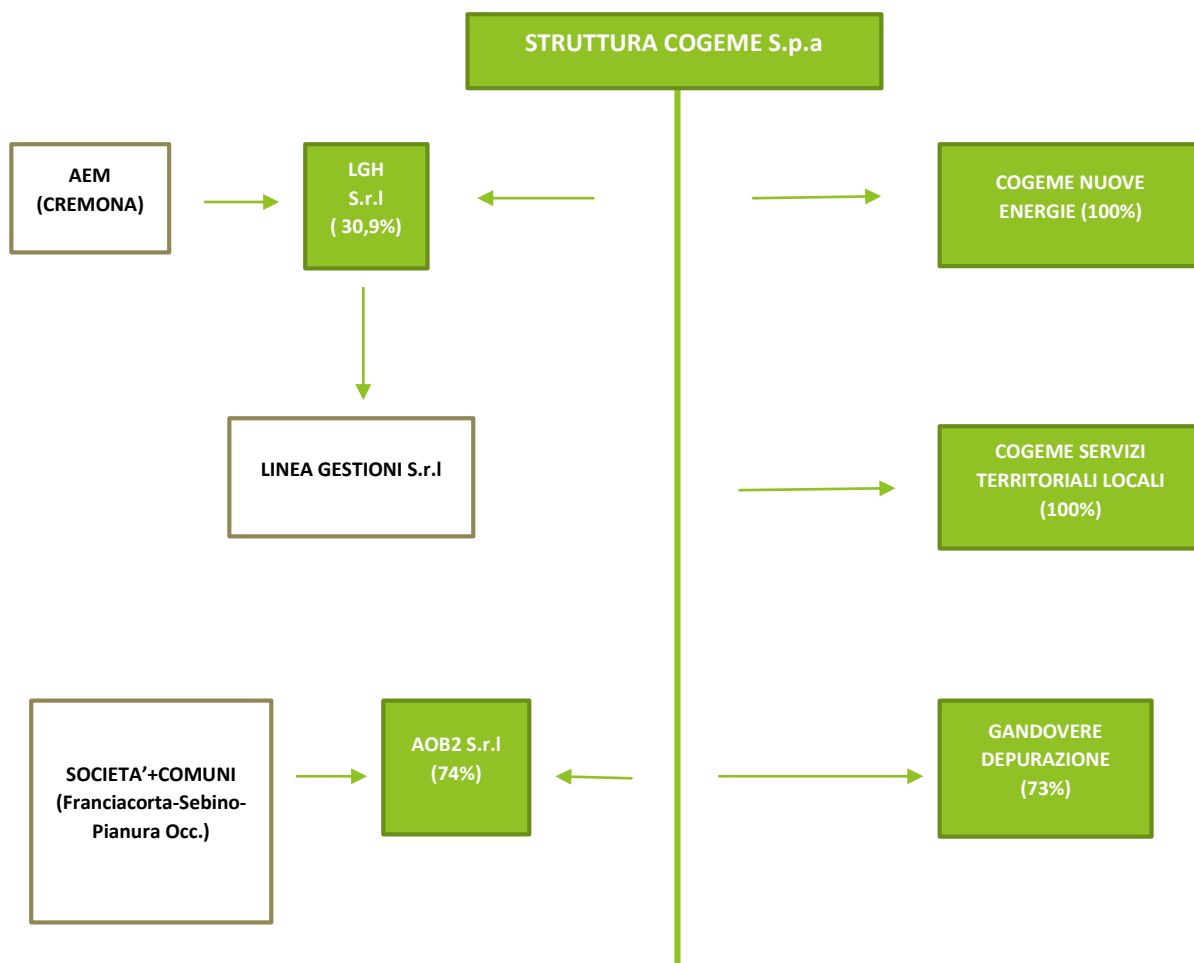 STRUTTURA COGEME S.p.a
AEM
(CREMONA)
LGH
S.r.l
( 30,9%)
COGEME NUOVE
ENERGIE (100%)
LINEA GESTIONI S.r.l
COGEME SERVIZI
TERRITORIALI LOCALI
(100%)
SOCIETA’+COMUNI
(Franciacorta-Sebino-
Pianura Occ.)
AOB2 S.r.l
(74%)
GANDOVERE
DEPURAZIONE
(73%)